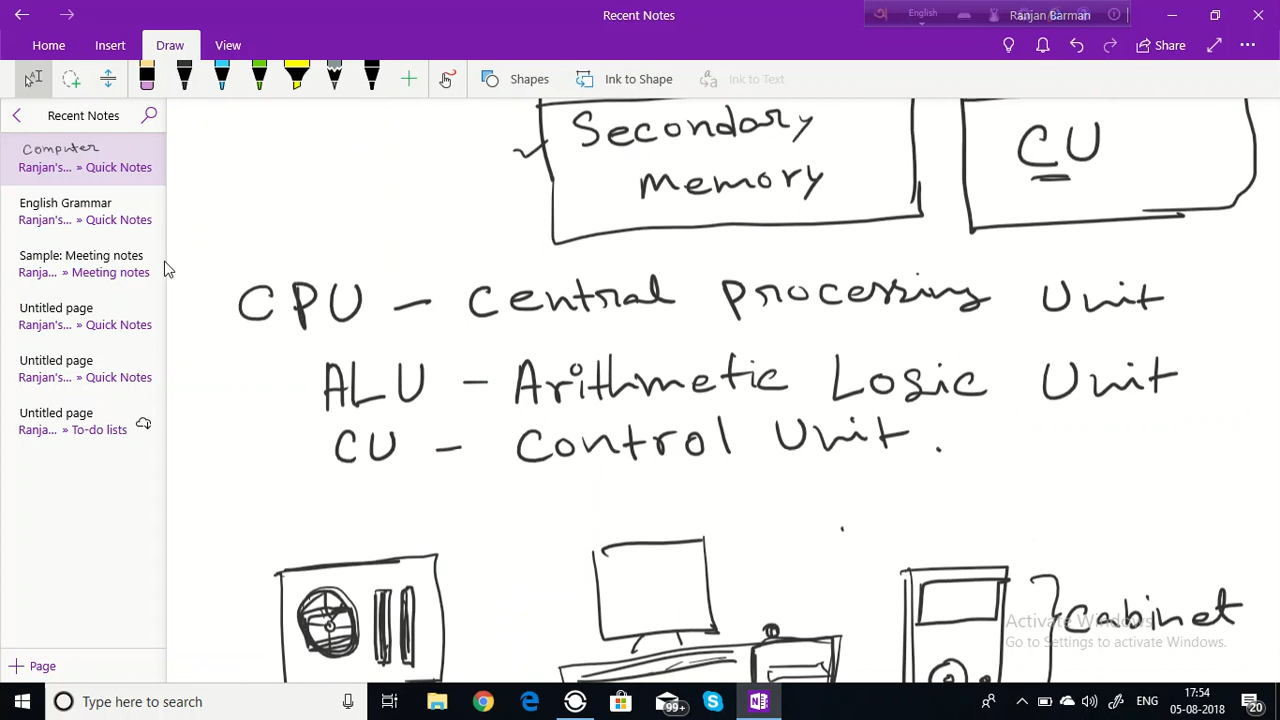 Recent Notes
English
Ranjan Barman
Home
Insert
Draw
View
Share
Shapes
Ink to Shape
Ink to Text
Recent Notes
Computer
Ranjan's... » Quick Notes
English Grammar
Ranjan's... » Quick Notes
Sample: Meeting notes
Ranja... » Meeting notes
Untitled page
Ranjan's... » Quick Notes
Untitled page
Ranjan's... » Quick Notes
Untitled page
Ranja... » To-do lists
Page
Secondary
Memory
CU
CPU - Central Processing Unit
ALU - Arithmetic Logic Unit
CU - Control Unit.
Cabinet
Activate Windows
Go to Settings to activate Windows.
Type here to search
99+
ENG
17:54
05-08-2018
20